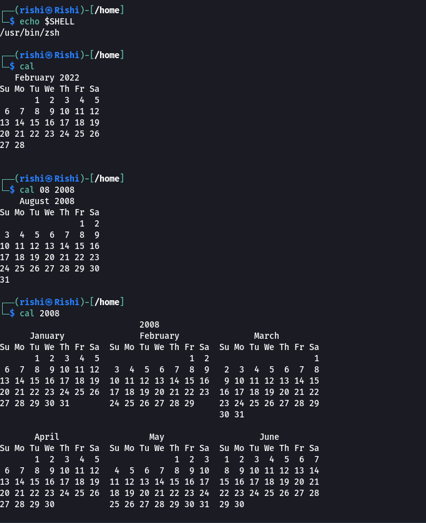 ┌──(rishi㉿Rishi)-[/home]
└─$ echo $SHELL
/usr/bin/zsh

┌──(rishi㉿Rishi)-[/home]
└─$ cal
   February 2022
Su Mo Tu We Th Fr Sa
       1  2  3  4  5
 6  7  8  9 10 11 12
13 14 15 16 17 18 19
20 21 22 23 24 25 26
27 28

┌──(rishi㉿Rishi)-[/home]
└─$ cal 08 2008
    August 2008
Su Mo Tu We Th Fr Sa
                1  2
 3  4  5  6  7  8  9
10 11 12 13 14 15 16
17 18 19 20 21 22 23
24 25 26 27 28 29 30
31

┌──(rishi㉿Rishi)-[/home]
└─$ cal 2008
                            2008
      January               February               March
Su Mo Tu We Th Fr Sa  Su Mo Tu We Th Fr Sa  Su Mo Tu We Th Fr Sa
       1  2  3  4  5                  1  2                     1
 6  7  8  9 10 11 12   3  4  5  6  7  8  9   2  3  4  5  6  7  8
13 14 15 16 17 18 19  10 11 12 13 14 15 16   9 10 11 12 13 14 15
20 21 22 23 24 25 26  17 18 19 20 21 22 23  16 17 18 19 20 21 22
27 28 29 30 31        24 25 26 27 28 29     23 24 25 26 27 28 29
                                            30 31

       April                  May                   June
Su Mo Tu We Th Fr Sa  Su Mo Tu We Th Fr Sa  Su Mo Tu We Th Fr Sa
       1  2  3  4  5               1  2  3   1  2  3  4  5  6  7
 6  7  8  9 10 11 12   4  5  6  7  8  9 10   8  9 10 11 12 13 14
13 14 15 16 17 18 19  11 12 13 14 15 16 17  15 16 17 18 19 20 21
20 21 22 23 24 25 26  18 19 20 21 22 23 24  22 23 24 25 26 27 28
27 28 29 30           25 26 27 28 29 30 31  29 30